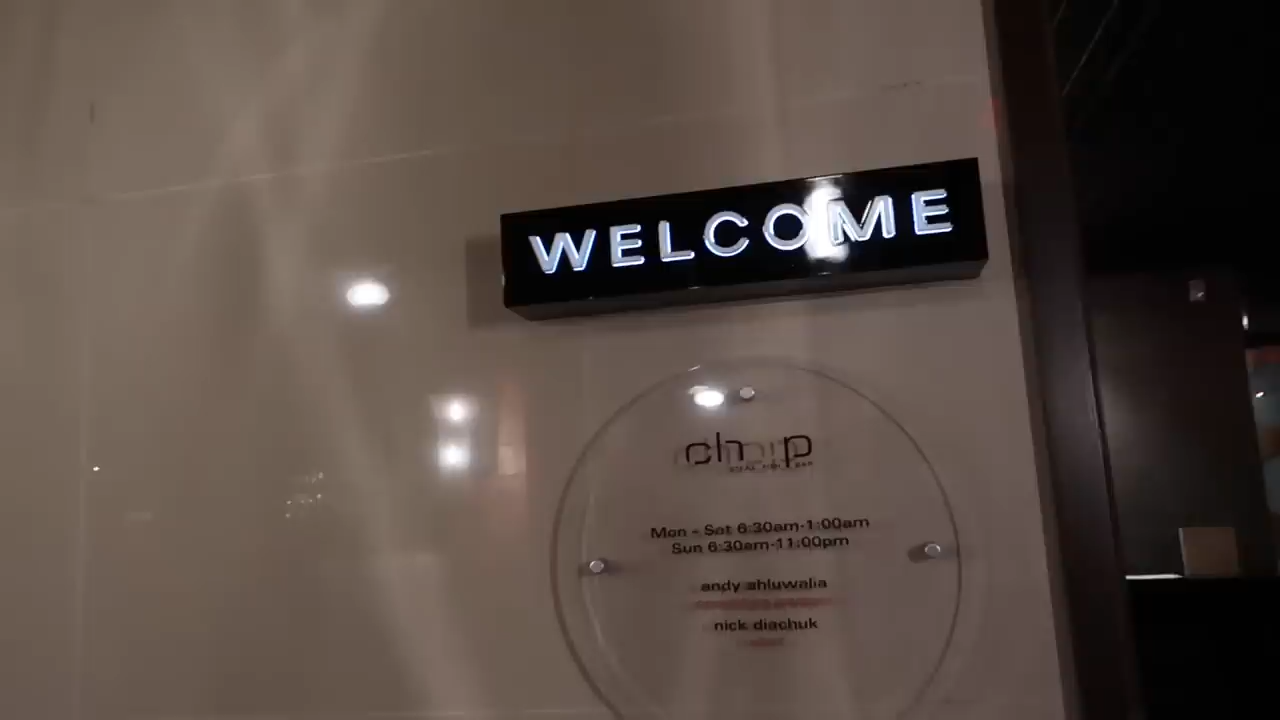 WELCOME
chop
Mon - Sat 6:30am-1:00am
Sun 6:30am-11:00pm
andy ahluwalia
nick diachuk